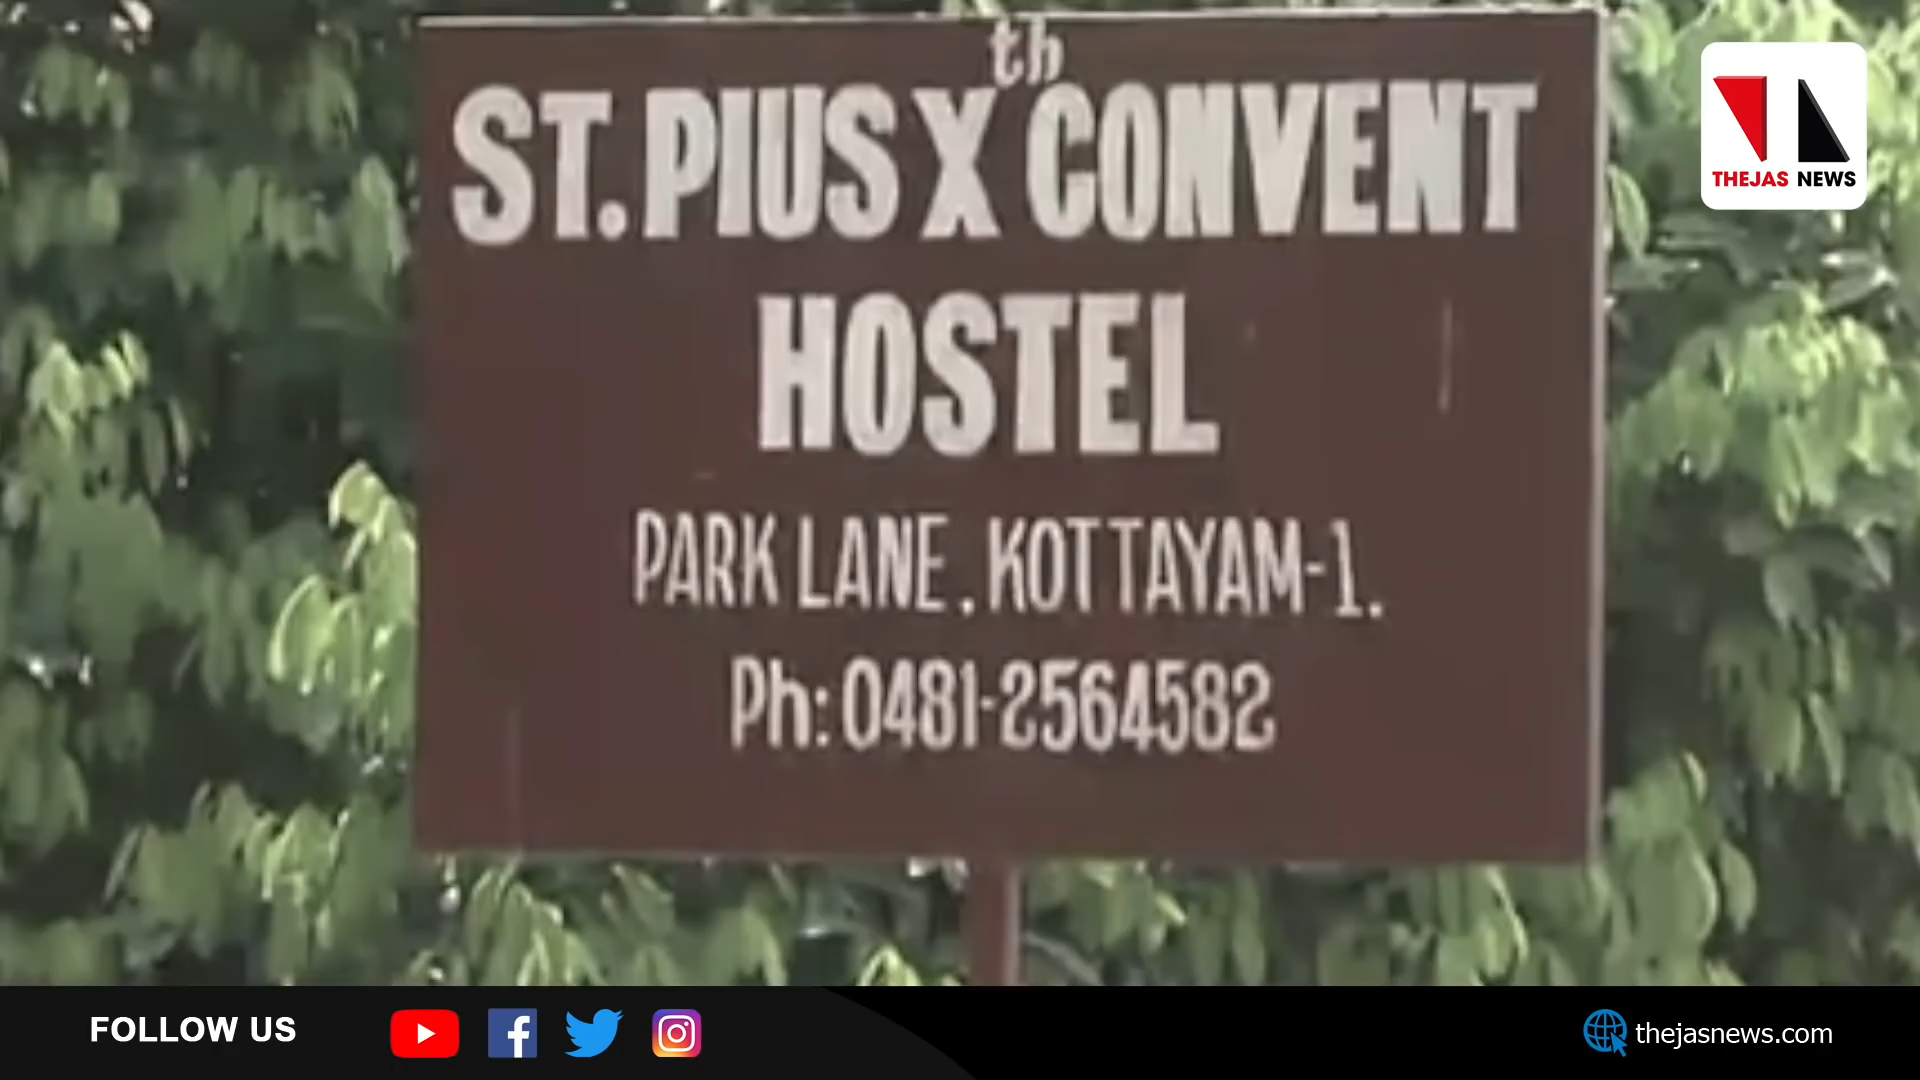 th
ST. PIUS X CONVENT
HOSTEL
PARK LANE, KOTTAYAM-1.
Ph: 0481-2564582
THEJAS NEWS
FOLLOW US
thejasnews.com